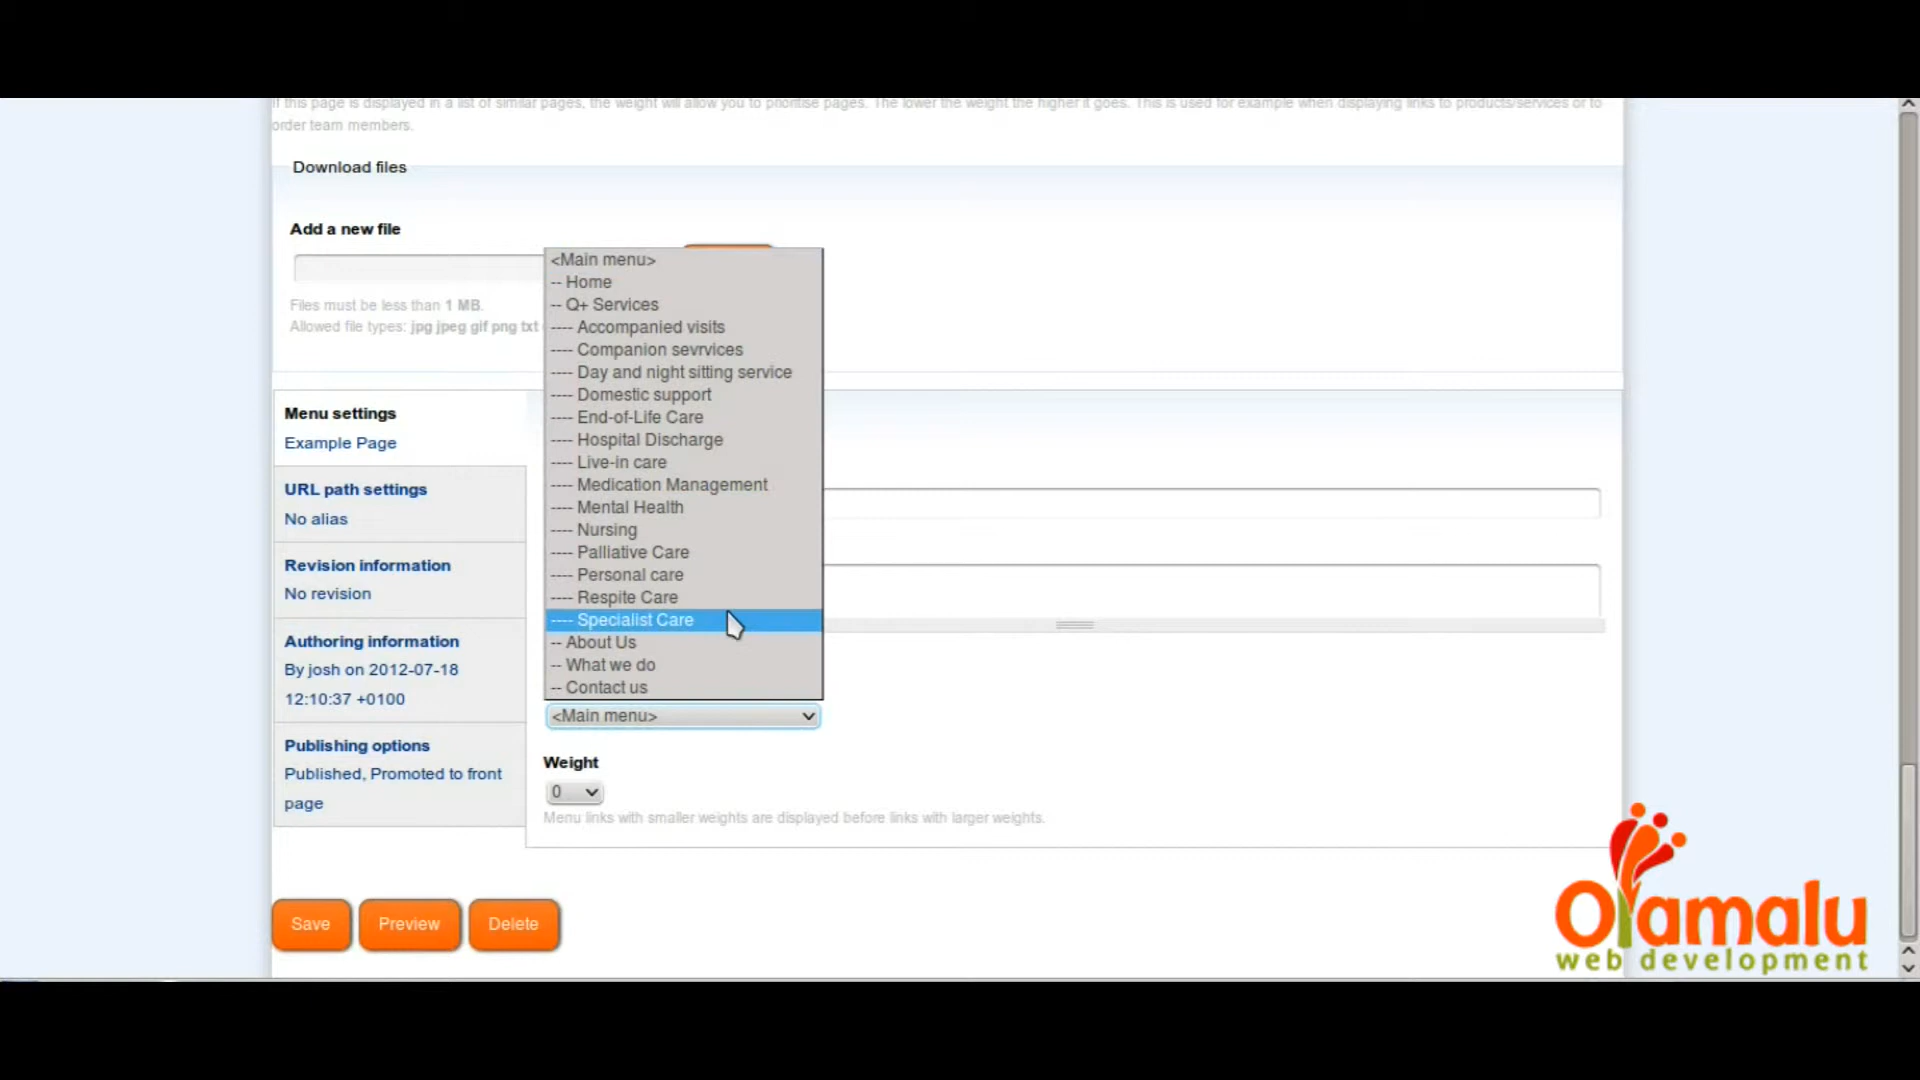 If this page is displayed in a list of similar pages, the weight will allow you to prioritise pages. The lower the weight the higher it goes. This is used for example when displaying links to products/services or to
order team members.
Download files
Add a new file
Files must be less than 1 MB.
Allowed file types: jpg jpeg gif png txt
<Main menu>
-- Home
-- Q+ Services
---- Accompanied visits
---- Companion sevrvices
---- Day and night sitting service
---- Domestic support
---- End-of-Life Care
---- Hospital Discharge
---- Live-in care
---- Medication Management
---- Mental Health
---- Nursing
---- Palliative Care
---- Personal care
---- Respite Care
---- Specialist Care
-- About Us
-- What we do
-- Contact us
<Main menu>
Weight
0
Menu links with smaller weights are displayed before links with larger weights.
Menu settings
Example Page
URL path settings
No alias
Revision information
No revision
Authoring information
By josh on 2012-07-18
12:10:37 +0100
Publishing options
Published, Promoted to front
page
Save
Preview
Delete
Olamalu
web development